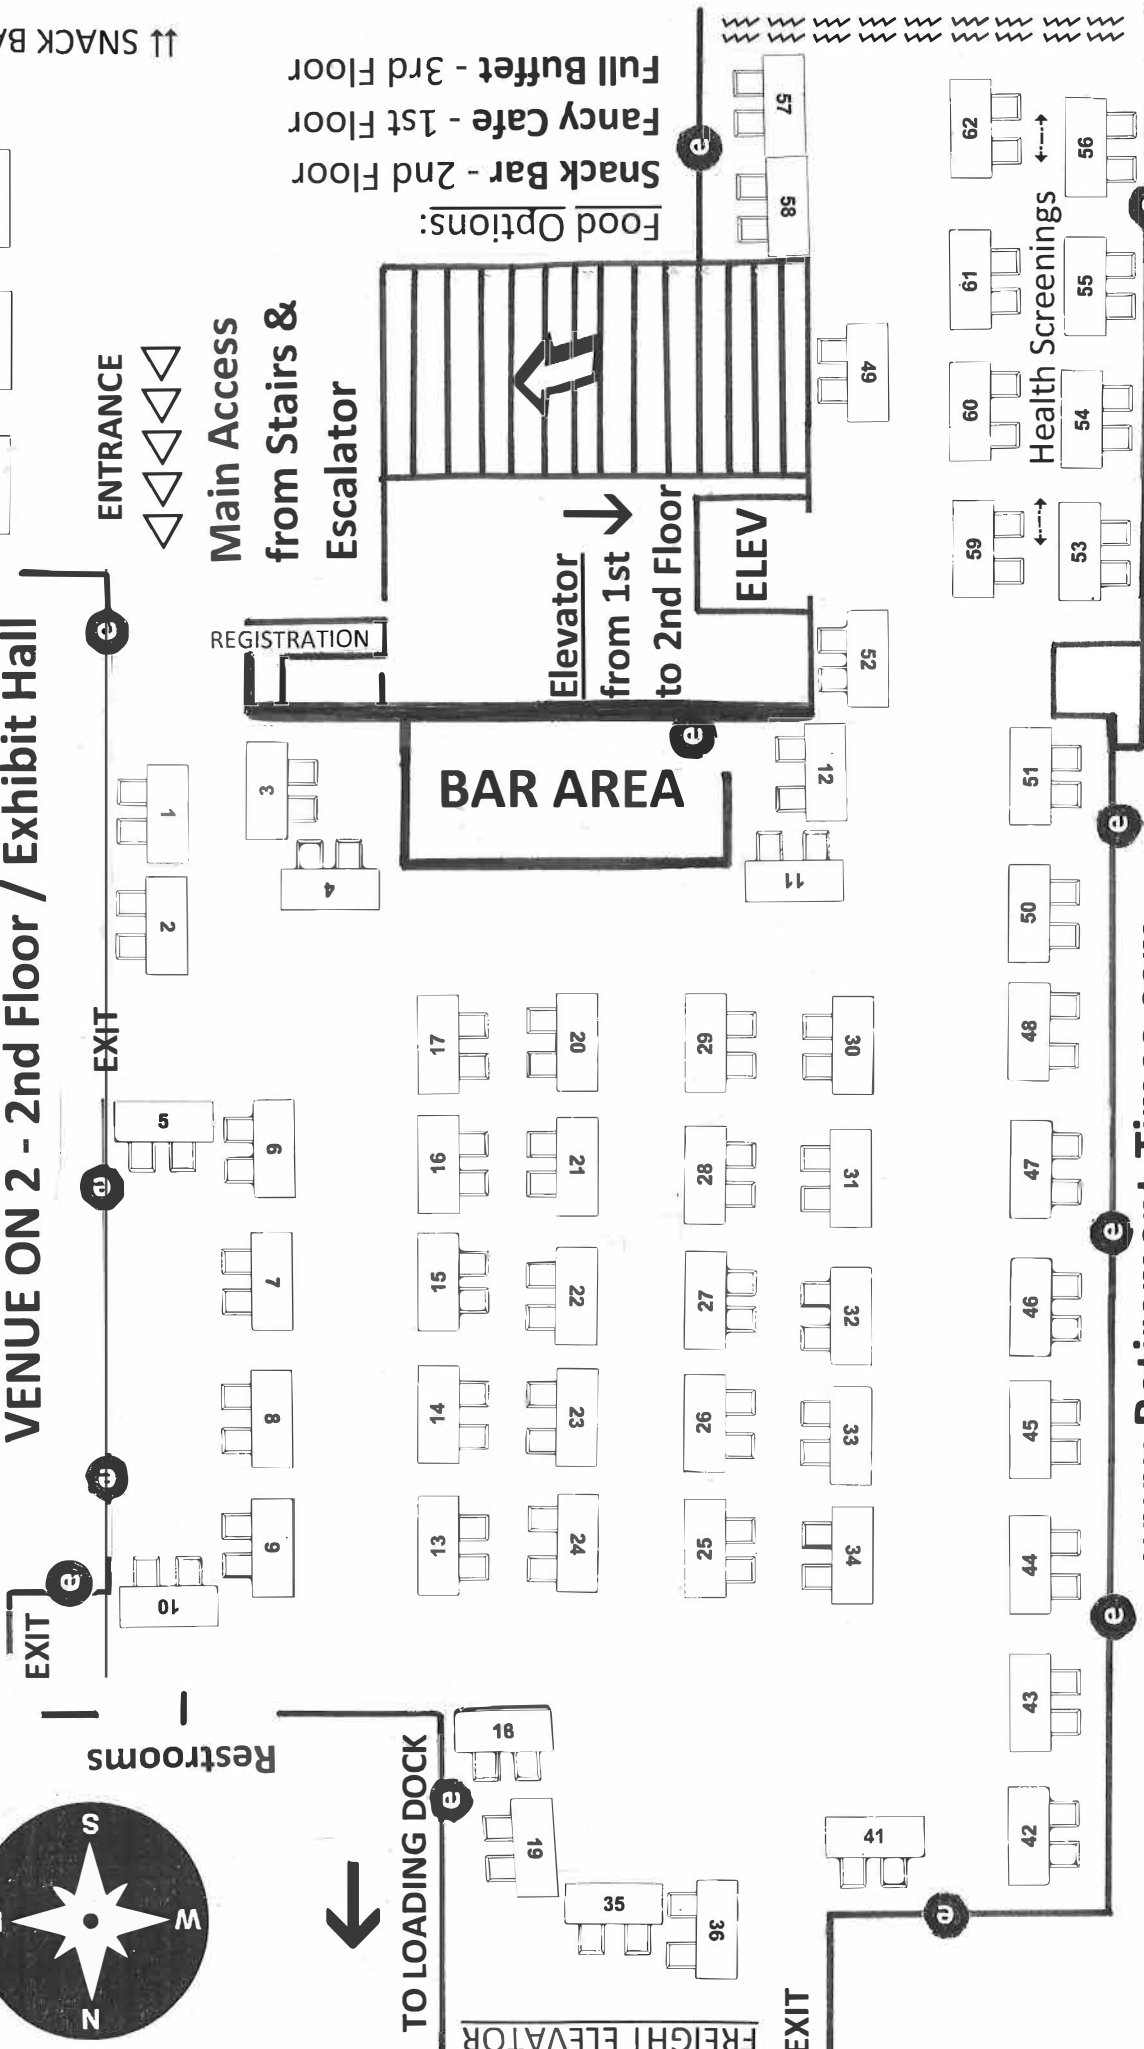 VENUE ON 2 - 2nd Floor / Exhibit Hall
↑↑ SNACK
Food Options:
Snack Bar - 2nd Floor
Fancy Cafe - 1st Floor
Full Buffet - 3rd Floor
ENTRANCE
Main Access
from Stairs &
Escalator
REGISTRATION
Elevator
from 1st
to 2nd Floor
ELEV
BAR AREA
Health Screenings
EXIT
EXIT
EXIT
Restrooms
TO LOADING DOCK
FREIGHT ELEVATOR
S
W
N
e
e
e
e
e
e
e
e
e
e
e
1
2
3
4
5
6
7
8
9
10
11
12
13
14
15
16
17
18
19
20
21
22
23
24
25
26
27
28
29
30
31
32
33
34
35
36
41
42
43
44
45
46
47
48
49
50
51
52
53
54
55
56
57
58
59
60
61
62